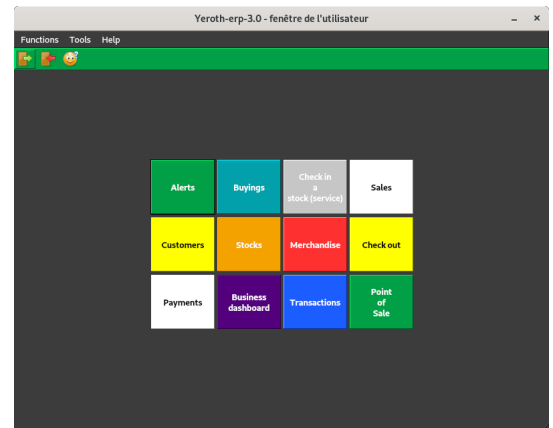 Yeroth-erp-3.0 - fenêtre de l'utilisateur
Functions Tools Help
Alerts
Buyings
Check in
a
stock (service)
Sales
Customers
Stocks
Merchandise
Check out
Payments
Business
dashboard
Transactions
Point
of
Sale